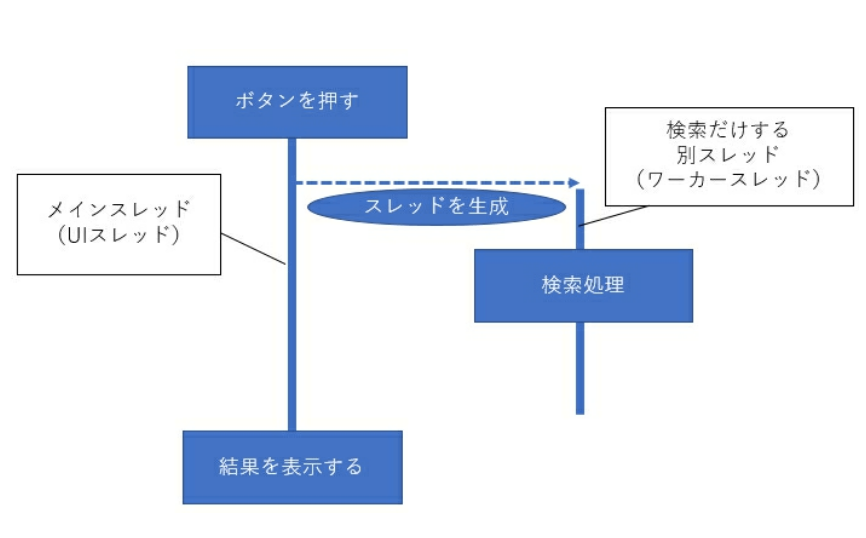 ボタンを押す
検索だけする
別スレッド
（ワーカースレッド）
スレッドを生成
メインスレッド
（UIスレッド）
検索処理
結果を表示する